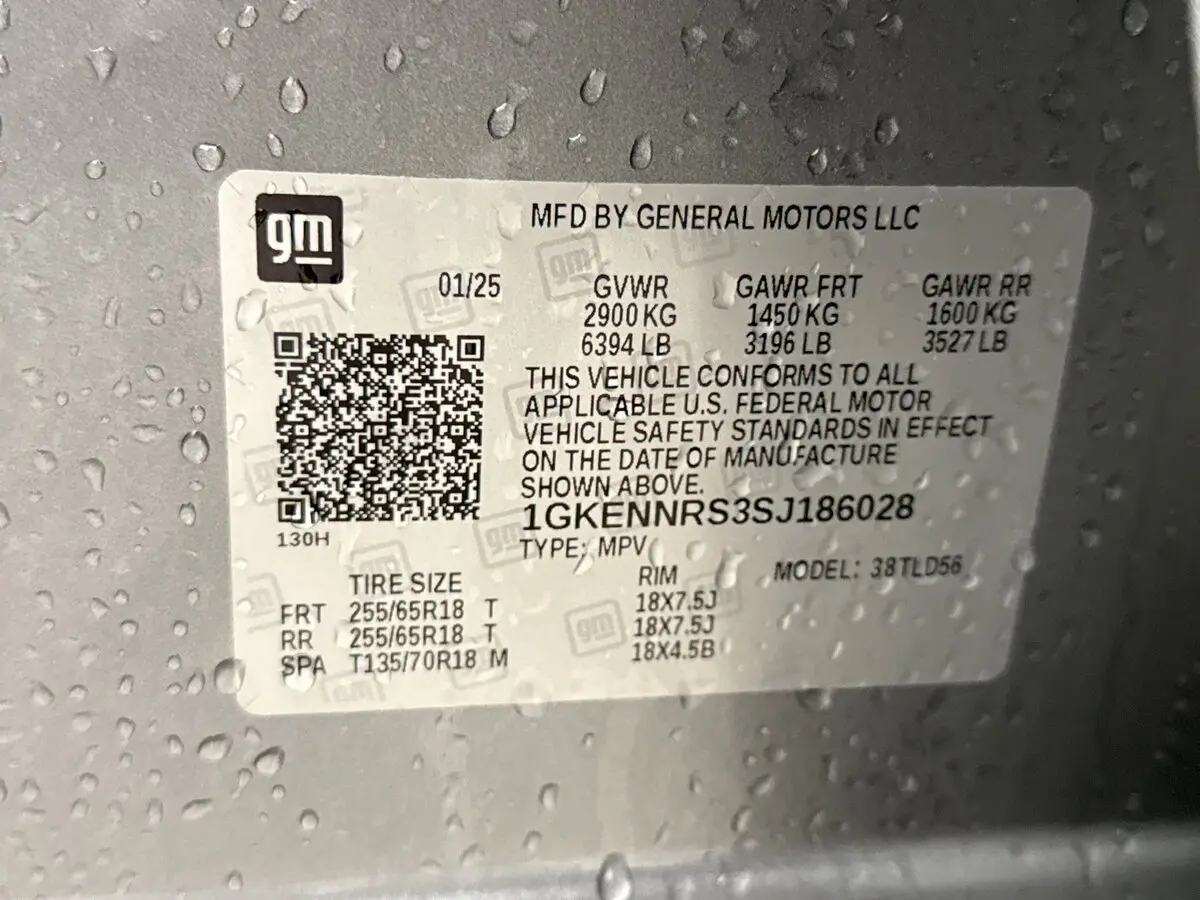 gm
MFD BY GENERAL MOTORS LLC
01/25 GVWR GAWR FRT GAWR RR
2900 KG 1450 KG 1600 KG
6394 LB 3196 LB 3527 LB
THIS VEHICLE CONFORMS TO ALL
APPLICABLE U.S. FEDERAL MOTOR
VEHICLE SAFETY STANDARDS IN EFFECT
ON THE DATE OF MANUFACTURE
SHOWN ABOVE.
1GKENNRS3SJ186028
130H
TYPE: MPV MODEL: 38TLD56
TIRE SIZE RIM
FRT 255/65R18 T 18X7.5J
RR 255/65R18 T 18X7.5J
SPA T135/70R18 M 18X4.5B